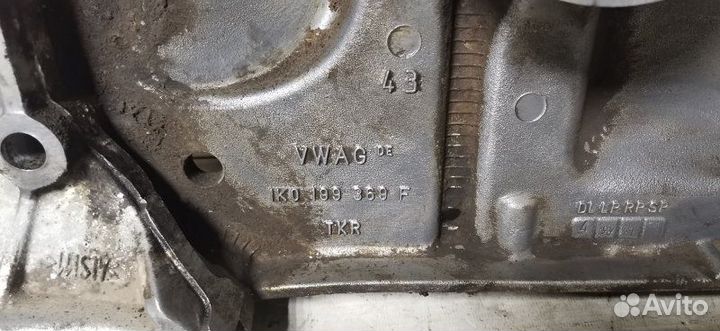 43
VWAG DE
1K0 199 369 F
TKR
Avito